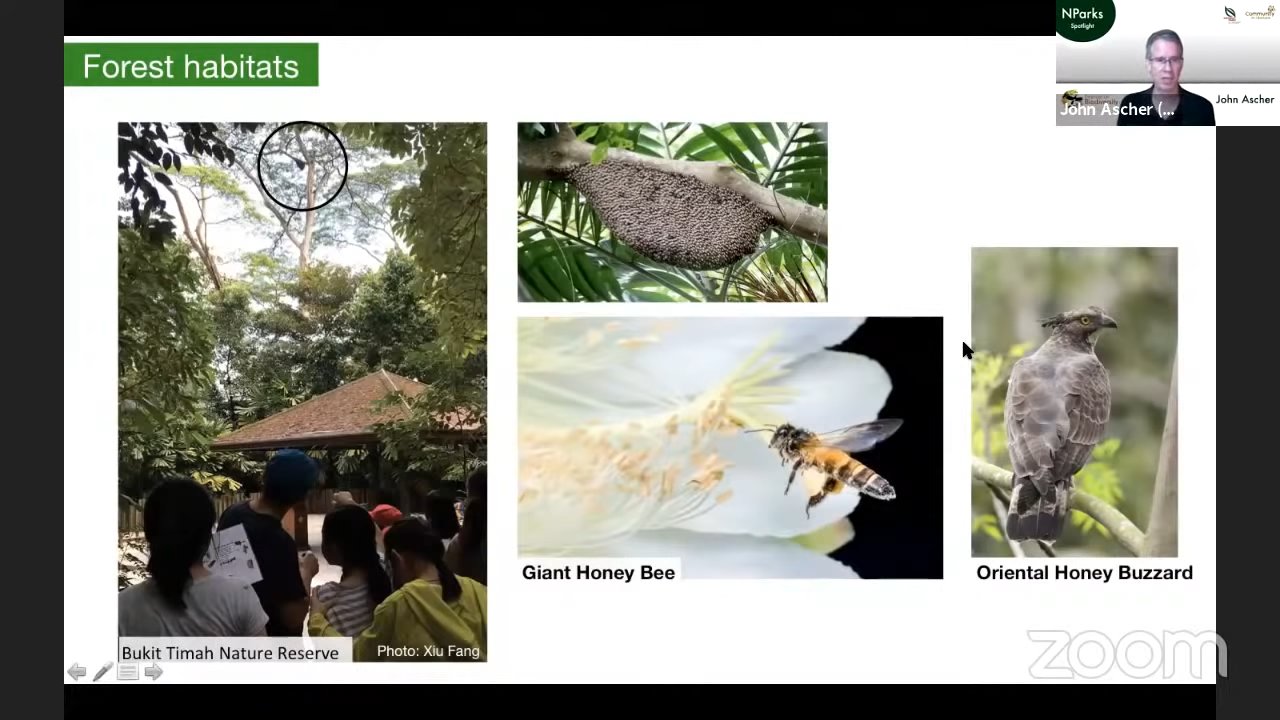 Forest habitats
NParks
Spotlight
John Ascher
John Ascher (...
Giant Honey Bee
Oriental Honey Buzzard
Bukit Timah Nature Reserve
Photo: Xiu Fang
zoom